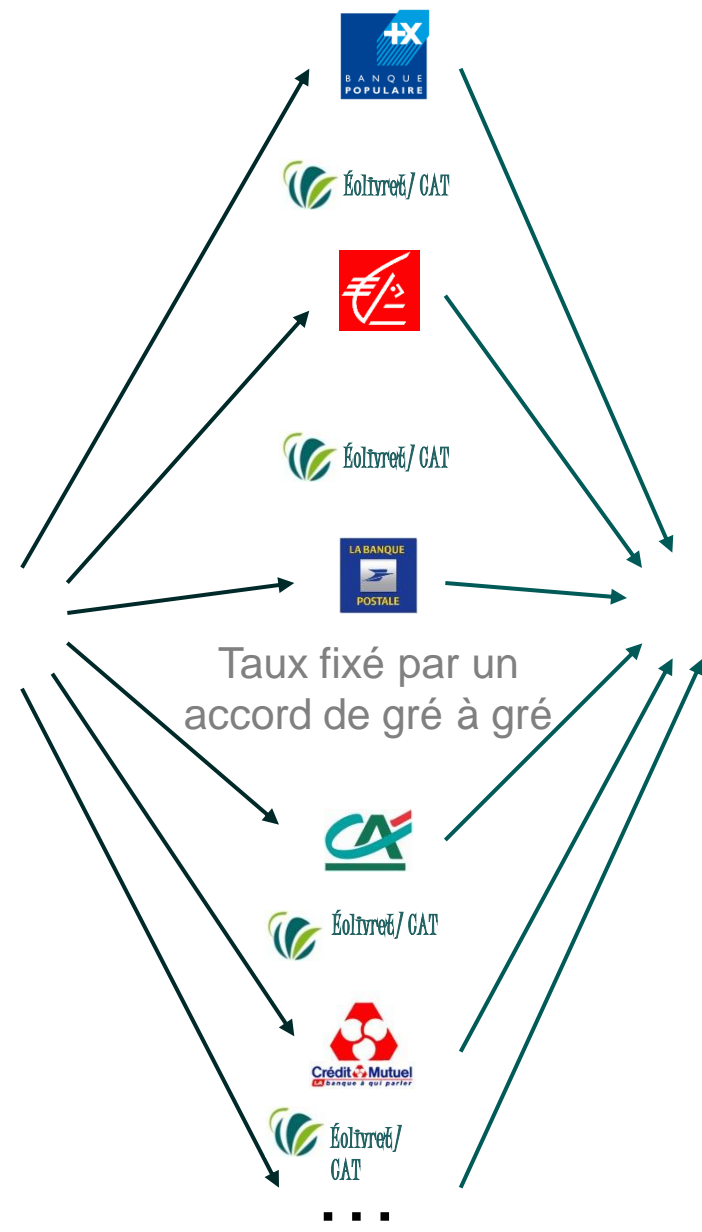 +X
BANQUE
POPULAIRE
Éolivret/ CAT
Éolivret/ CAT
LA BANQUE
POSTALE
Taux fixé par un
accord de gré à gré
CA
Éolivret/ CAT
Crédit Mutuel
LA banque à qui parler
Éolivret/
CAT
...